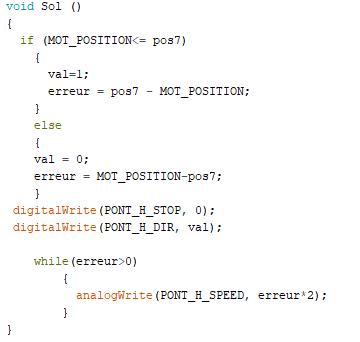 void Sol ()
{
if (MOT_POSITION<= pos7)
{
val=1;
erreur = pos7 - MOT_POSITION;
}
else
{
val = 0;
erreur = MOT_POSITION-pos7;
}
digitalWrite(PONT_H_STOP, 0);
digitalWrite(PONT_H_DIR, val);
while(erreur>0)
{
analogWrite(PONT_H_SPEED, erreur*2);
}
}